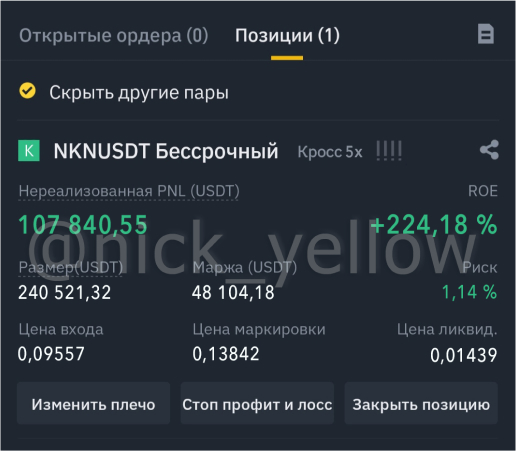 Открытые ордера (0) Позиции (1)
Скрыть другие пары
K NKNUSDT Бессрочный Кросс 5x !!!!
Нереализованная PNL (USDT) ROE
107 840,55 +224,18 %
@nick_yellow
Размер(USDT) Маржа (USDT) Риск
240 521,32 48 104,18 1,14 %
Цена входа Цена маркировки Цена ликвид.
0,09557 0,13842 0,01439
Изменить плечо Стоп профит и лосс Закрыть позицию